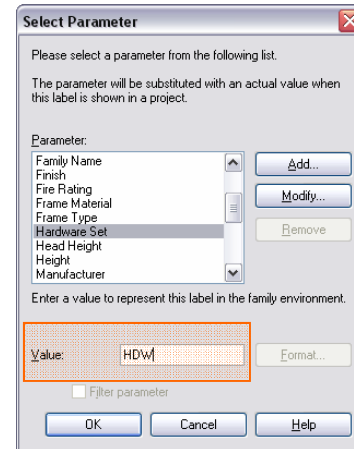 Select Parameter
Please select a parameter from the following list.
The parameter will be substituted with an actual value when
this label is shown in a project.
Parameter:
Family Name
Finish
Fire Rating
Frame Material
Frame Type
Hardware Set
Head Height
Height
Manufacturer
Add...
Modify...
Remove
Enter a value to represent this label in the family environment.
Value: HDW Format...
Filter parameter
OK Cancel Help